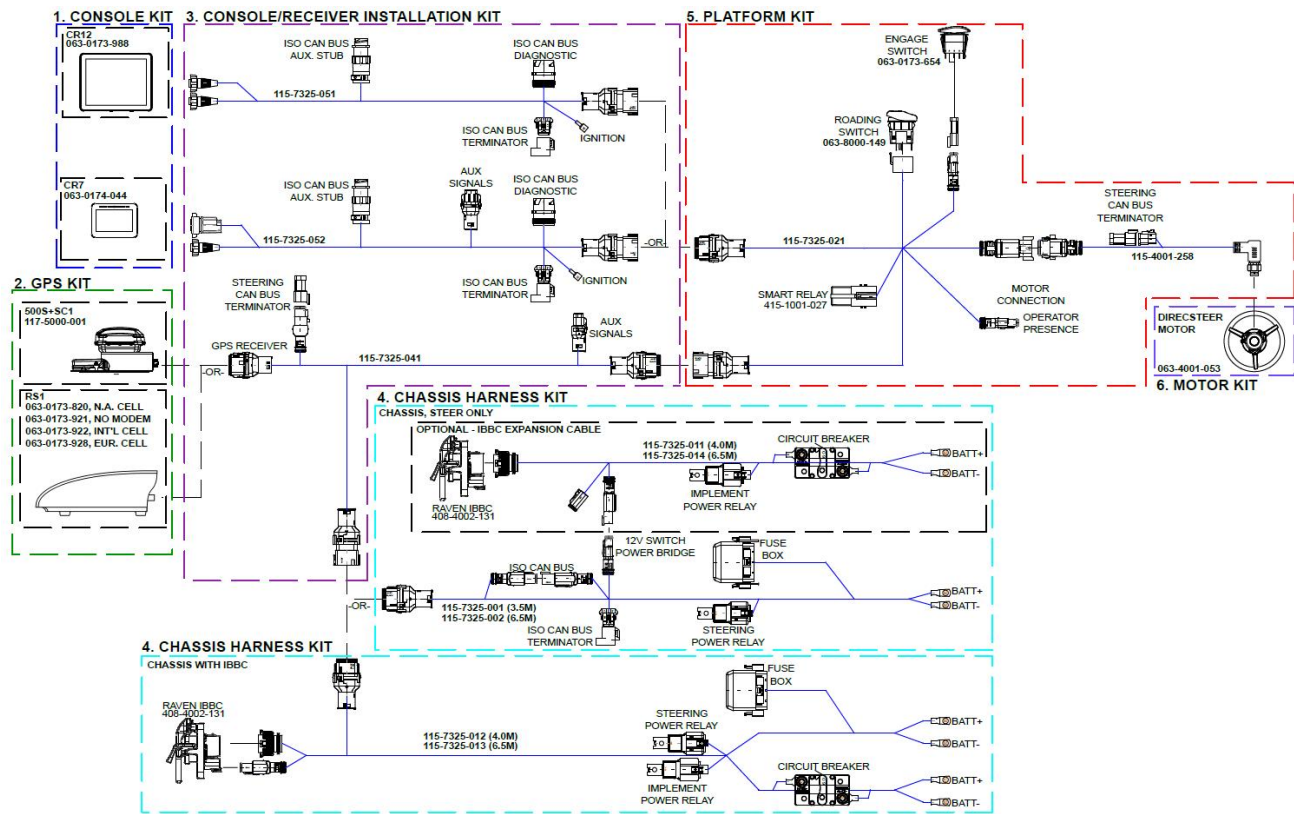 1. CONSOLE KIT
CR12
063-0173-988
CR7
063-0174-044
2. GPS KIT
500S+SC1
117-5000-001
RS1
063-0173-820, N.A. CELL
063-0173-921, NO MODEM
063-0173-922, INT'L CELL
063-0173-928, EUR. CELL
3. CONSOLE/RECEIVER INSTALLATION KIT
ISO CAN BUS
AUX. STUB
ISO CAN BUS
DIAGNOSTIC
115-7325-051
ISO CAN BUS
TERMINATOR
IGNITION
ISO CAN BUS
AUX. STUB
AUX
SIGNALS
ISO CAN BUS
DIAGNOSTIC
115-7325-052
-OR-
ISO CAN BUS
TERMINATOR
IGNITION
STEERING
CAN BUS
TERMINATOR
AUX
SIGNALS
GPS RECEIVER
-OR-
115-7325-041
5. PLATFORM KIT
ENGAGE
SWITCH
063-0173-654
ROADING
SWITCH
063-8000-149
STEERING
CAN BUS
TERMINATOR
115-7325-021
115-4001-258
SMART RELAY
415-1001-027
MOTOR
CONNECTION
OPERATOR
PRESENCE
DIRECSTEER
MOTOR
063-4001-053
6. MOTOR KIT
4. CHASSIS HARNESS KIT
CHASSIS, STEER ONLY
OPTIONAL - IBBC EXPANSION CABLE
115-7325-011 (4.0M)
115-7325-014 (6.5M)
CIRCUIT BREAKER
BATT+
BATT-
RAVEN IBBC
408-4002-131
IMPLEMENT
POWER RELAY
12V SWITCH
POWER BRIDGE
FUSE
BOX
ISO CAN BUS
-OR-
115-7325-001 (3.5M)
115-7325-002 (6.5M)
BATT+
BATT-
ISO CAN BUS
TERMINATOR
STEERING
POWER RELAY
4. CHASSIS HARNESS KIT
CHASSIS WITH IBBC
FUSE
BOX
RAVEN IBBC
408-4002-131
115-7325-012 (4.0M)
115-7325-013 (6.5M)
STEERING
POWER RELAY
BATT+
BATT-
IMPLEMENT
POWER RELAY
CIRCUIT BREAKER
BATT+
BATT-